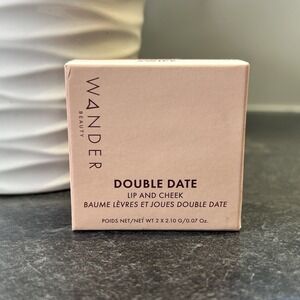 WANDER
BEAUTY
DOUBLE DATE
LIP AND CHEEK
BAUME LÈVRES ET JOUES DOUBLE DATE
POIDS NET/NET WT 2 X 2.10 G/0.07 Oz.